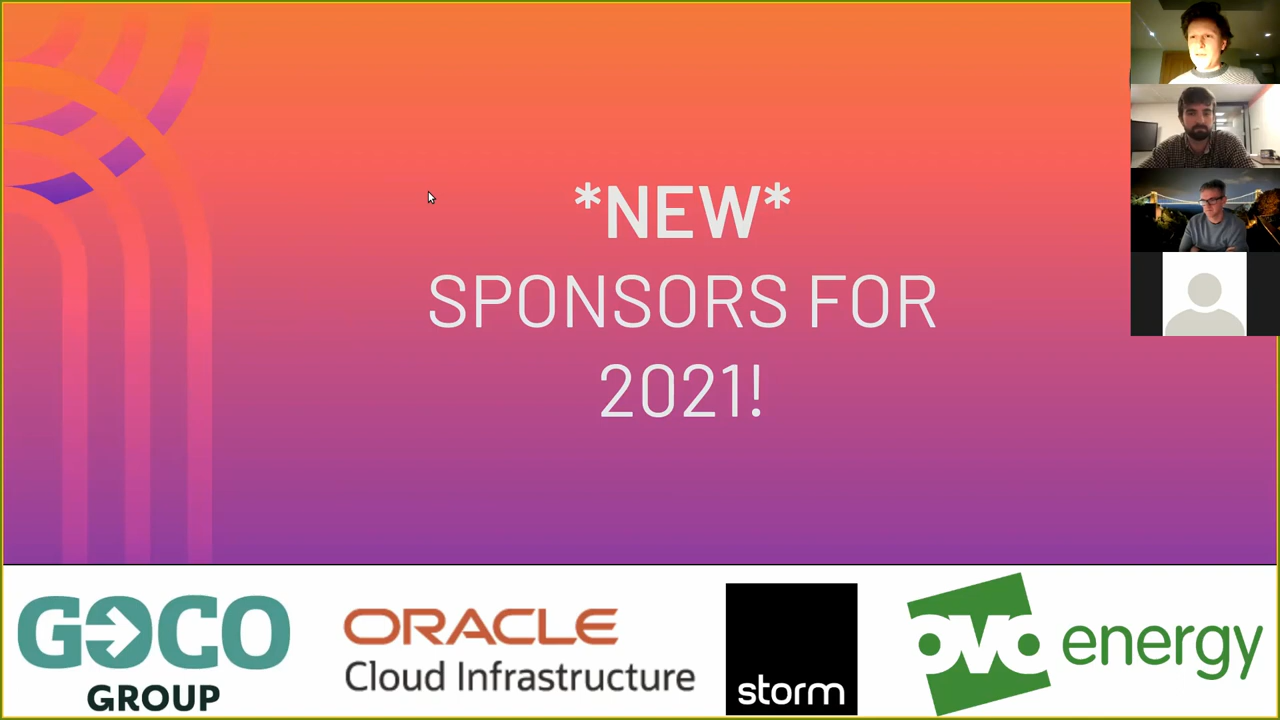 *NEW*
SPONSORS FOR
2021!
GOCO
GROUP
ORACLE
Cloud Infrastructure
storm
ovo energy